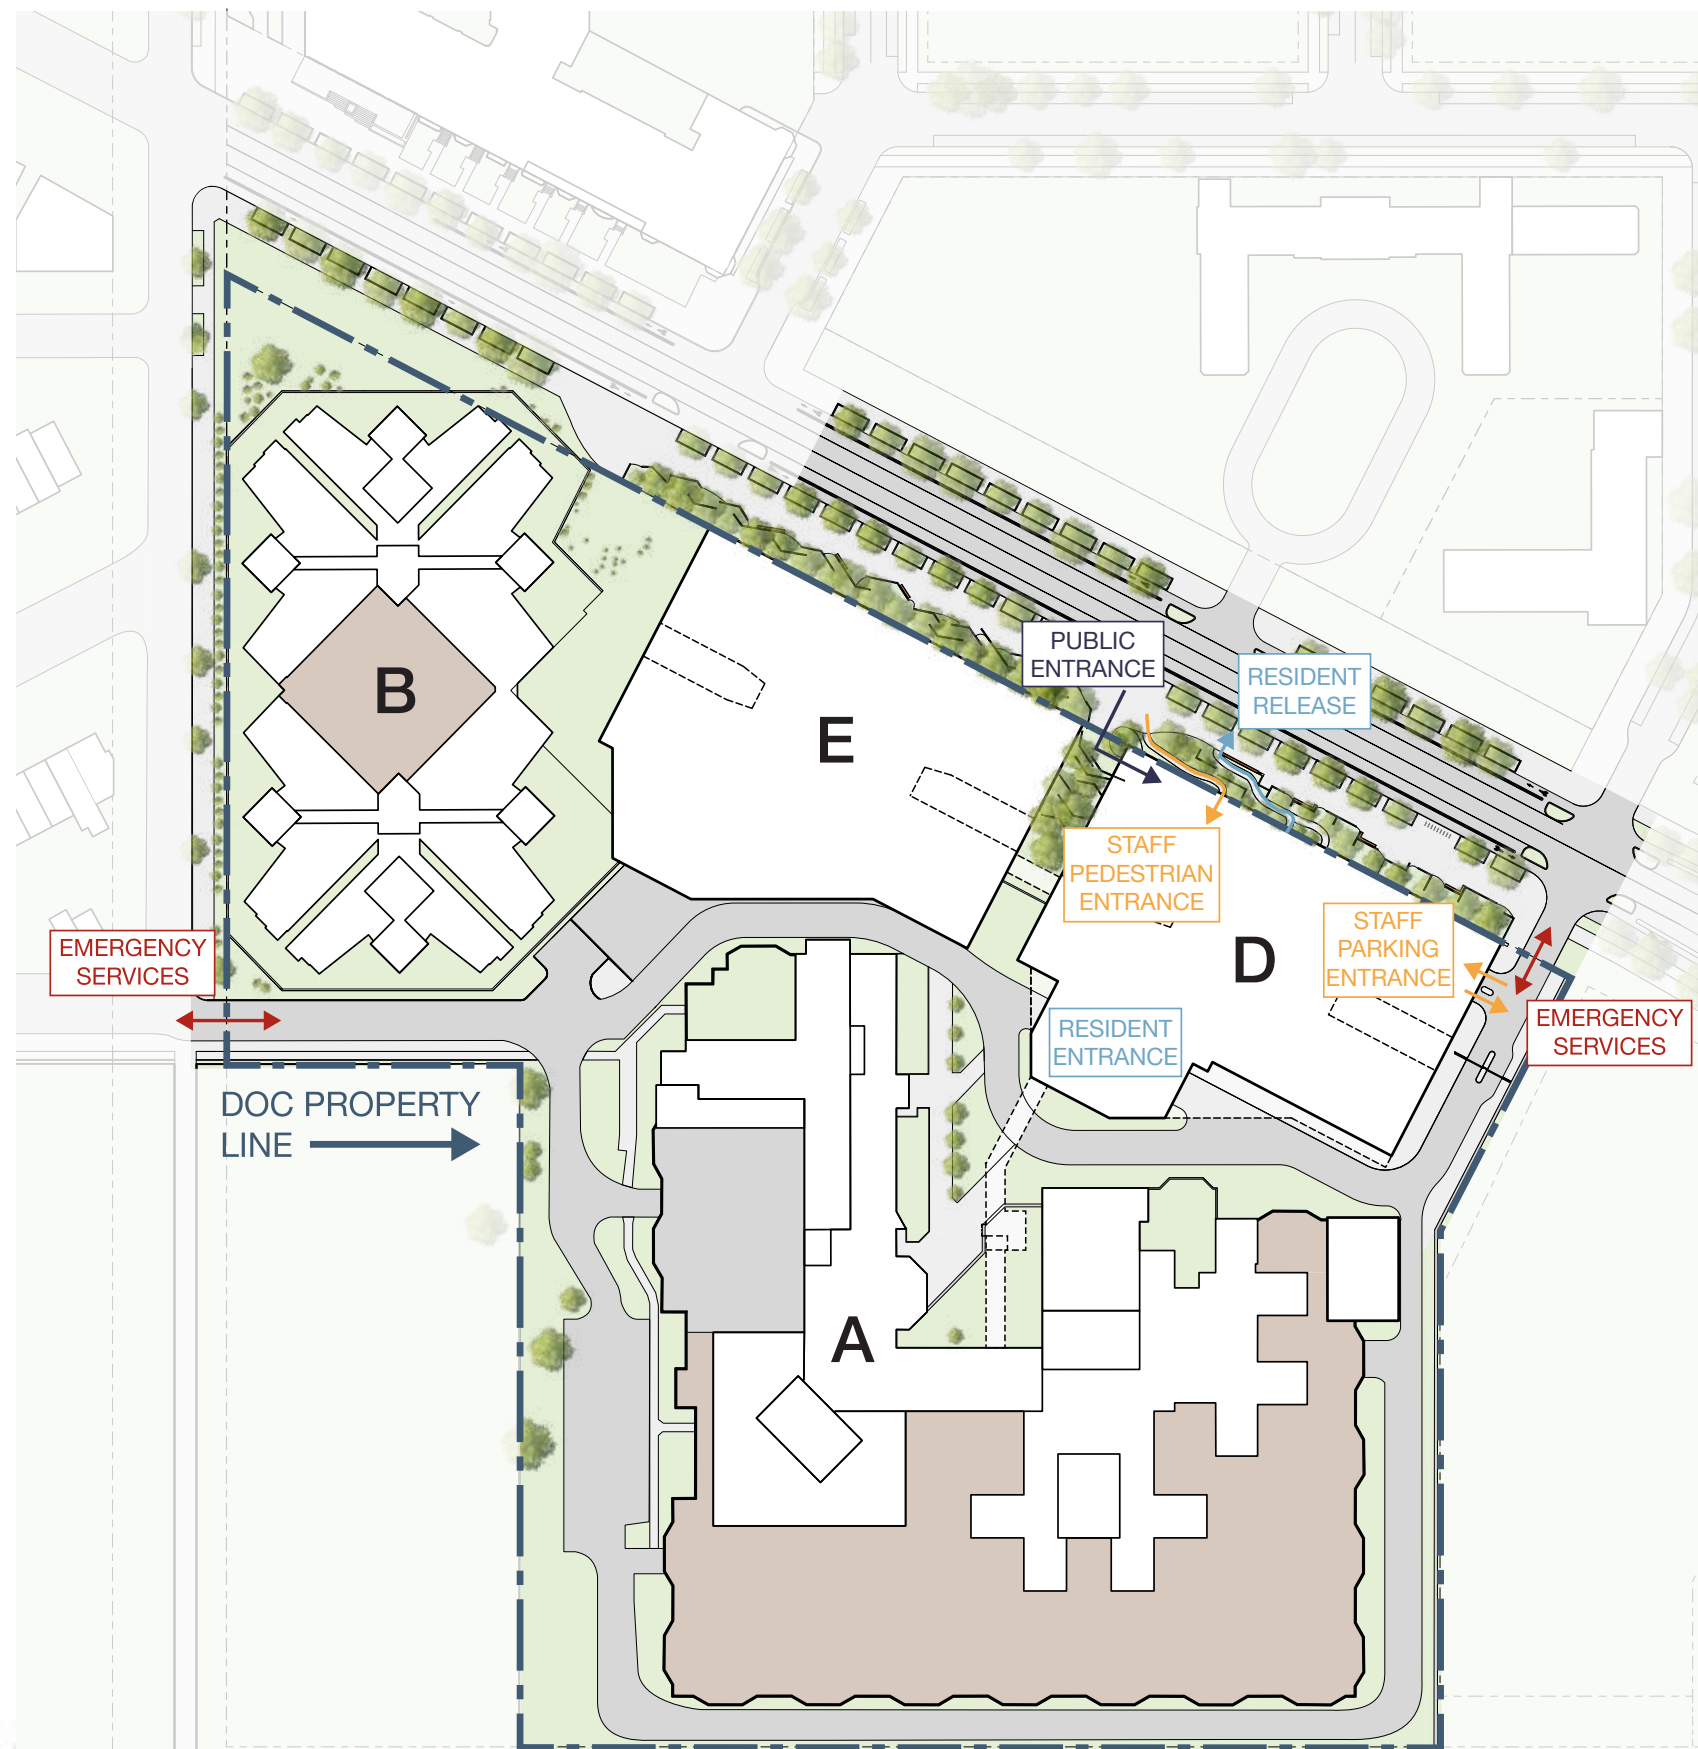 PUBLIC
ENTRANCE
RESIDENT
RELEASE
B
E
STAFF
PEDESTRIAN
ENTRANCE
STAFF
PARKING
ENTRANCE
D
EMERGENCY
SERVICES
RESIDENT
ENTRANCE
EMERGENCY
SERVICES
DOC PROPERTY
LINE
A